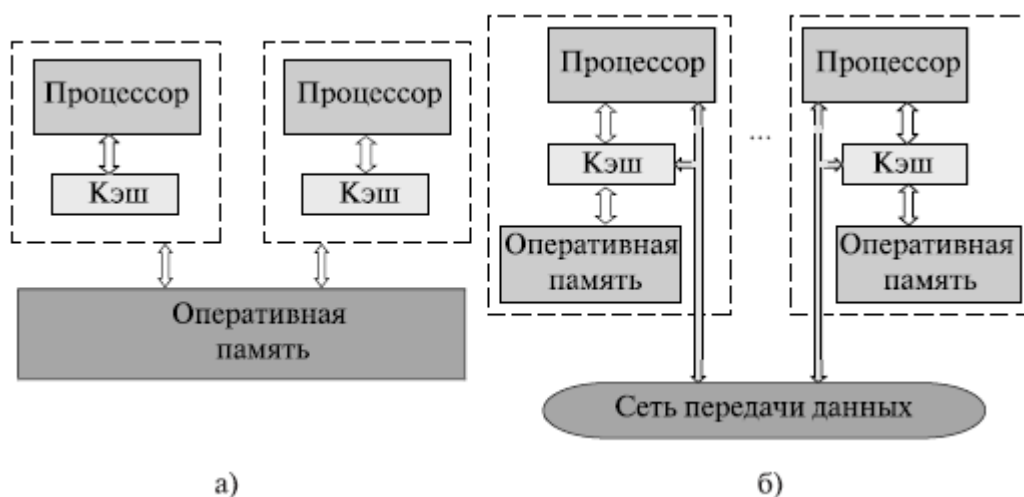 Процессор
Кэш
Процессор
Кэш
Оперативная
память
а)
Процессор
Кэш
Оперативная
память
...
Процессор
Кэш
Оперативная
память
Сеть передачи данных
б)